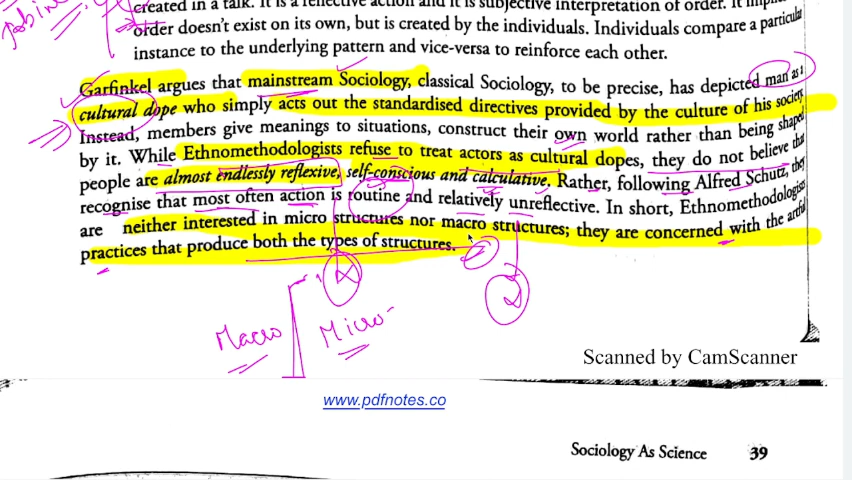 created in a talk. It is a reflective action and it is subjective interpretation of order. It
order doesn't exist on its own, but is created by the individuals. Individuals compare a particular
instance to the underlying pattern and vice-versa to reinforce each other.
Garfinkel argues that mainstream Sociology, classical Sociology, to be precise, has depicted man as a
cultural dope who simply acts out the standardised directives provided by the culture of his society.
Instead, members give meanings to situations, construct their own world rather than being shaped
by it. While Ethnomethodologists refuse to treat actors as cultural dopes, they do not believe that
people are almost endlessly reflexive, self-conscious and calculative. Rather, following Alfred Schutz, they
recognise that most often action is routine and relatively unreflective. In short, Ethnomethodologists
are neither interested in micro structures nor macro structures; they are concerned with the artful
practices that produce both the types of structures.
Macro Micro
Scanned by CamScanner
www.pdfnotes.co
Sociology As Science 39